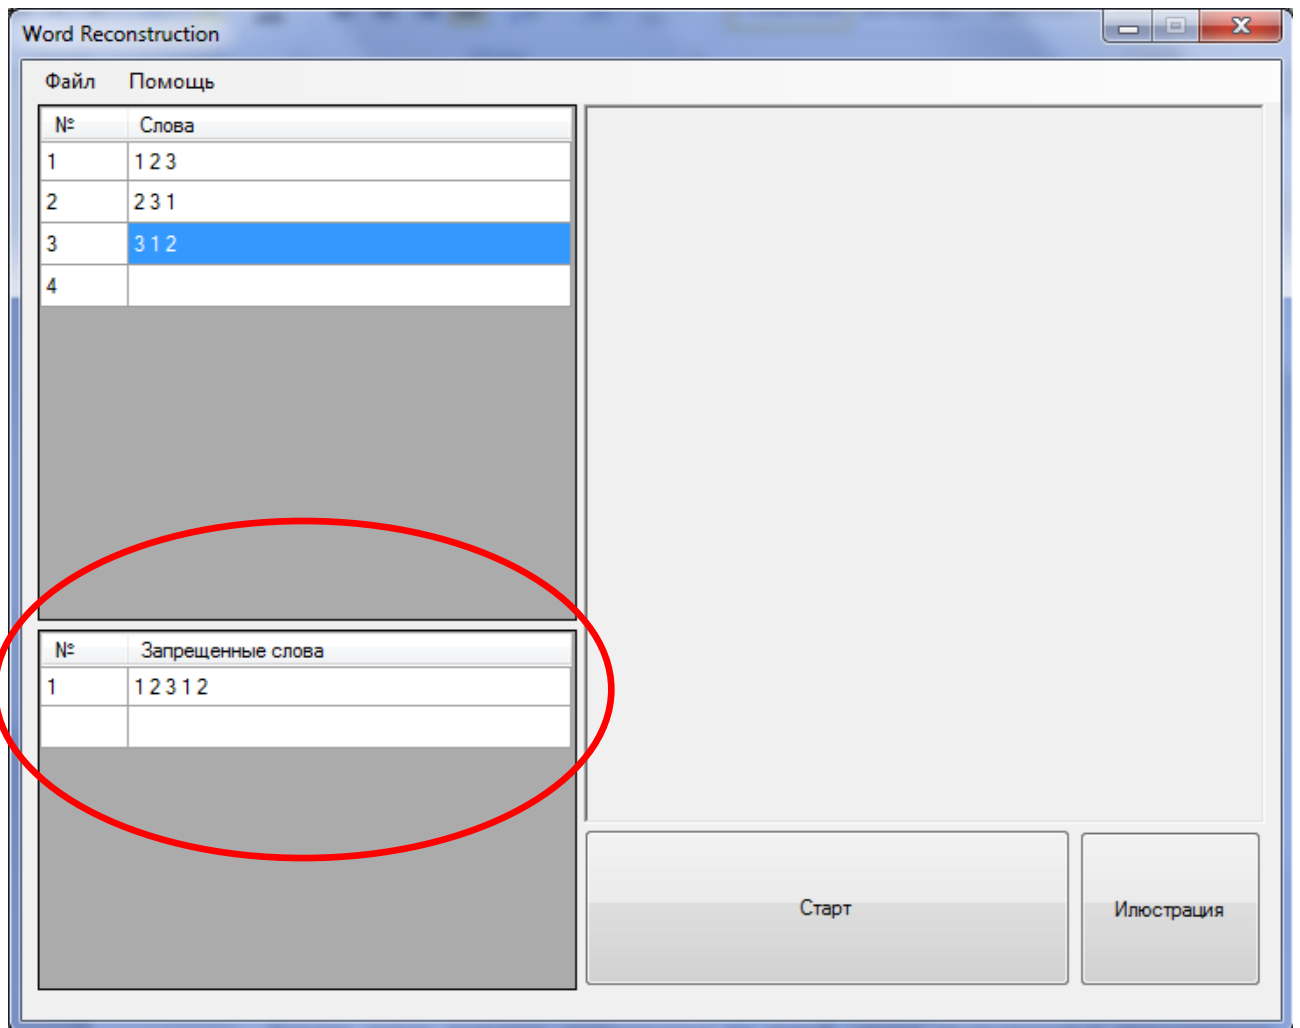 Word Reconstruction
Файл Помощь
№ Слова
1 1 2 3
2 2 3 1
3 3 1 2
4
№ Запрещенные слова
1 1 2 3 1 2
Старт
Илюстрация